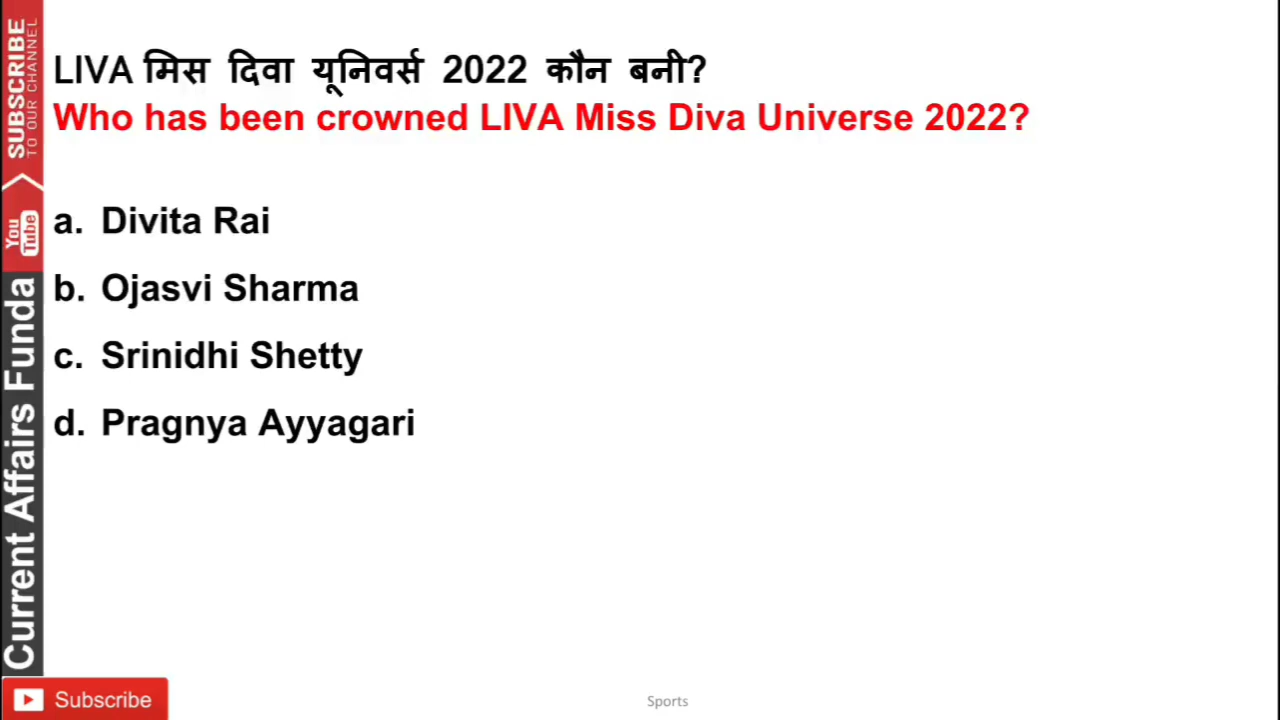 LIVA मिस दिवा यूनिवर्स 2022 कौन बनी?
Who has been crowned LIVA Miss Diva Universe 2022?
a. Divita Rai
b. Ojasvi Sharma
c. Srinidhi Shetty
d. Pragnya Ayyagari
SUBSCRIBE
TO OUR CHANNEL
You
Tube
Current Affairs Funda
Subscribe
Sports